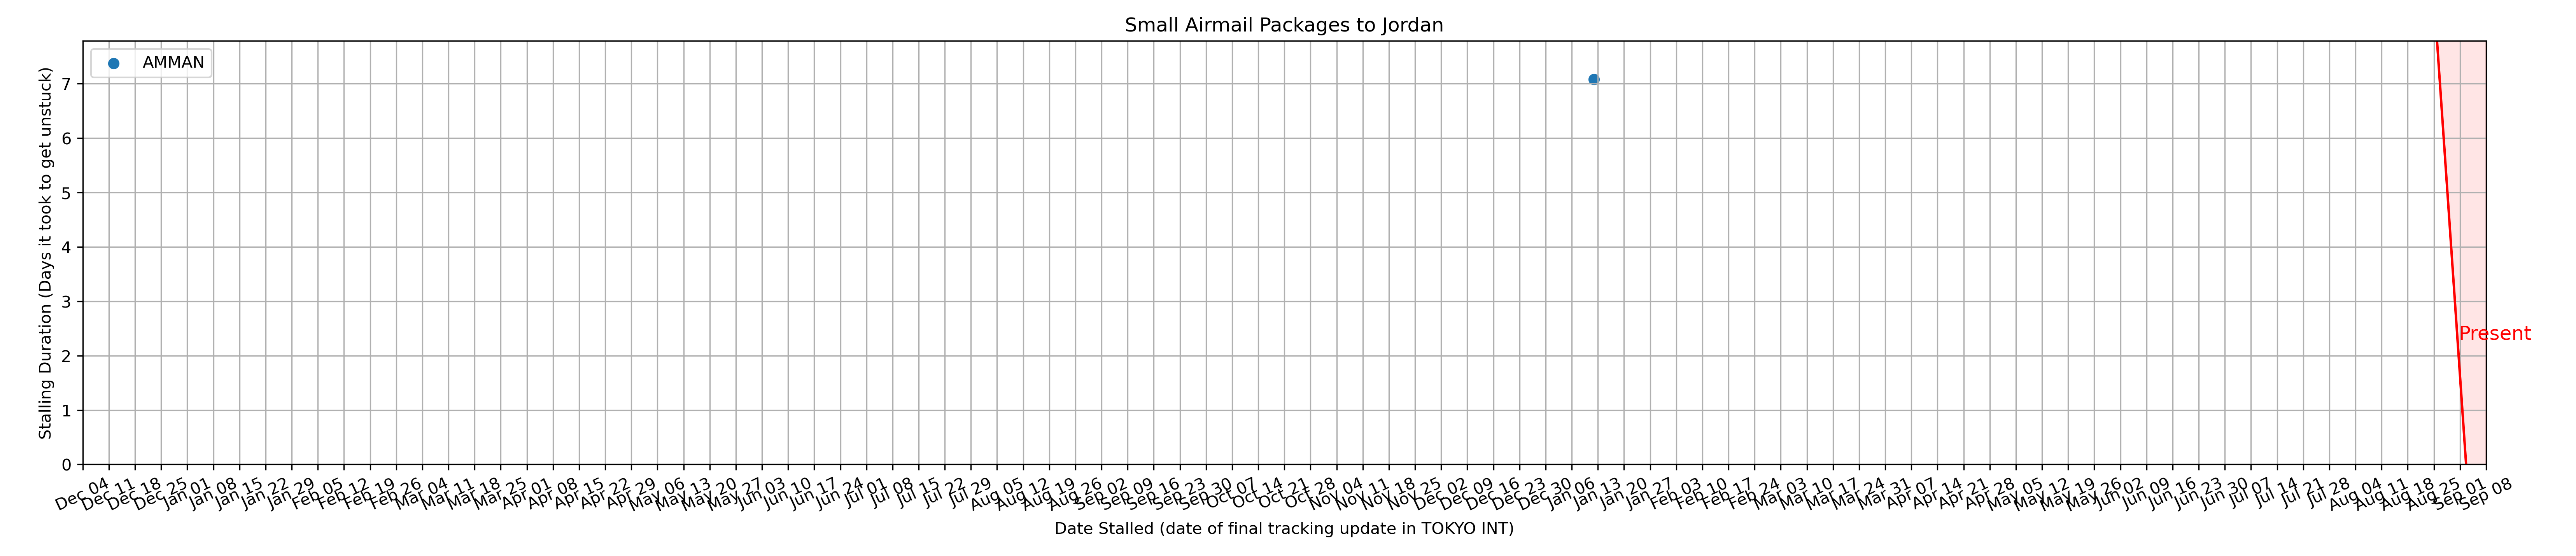 Small Airmail Packages to Jordan
AMMAN
Stalling Duration (Days it took to get unstuck)
7
6
5
4
3
2
1
0
Present
Dec 04 Dec 11 Dec 18 Dec 25 Jan 01 Jan 08 Jan 15 Jan 22 Jan 29 Feb 05 Feb 12 Feb 19 Feb 26 Mar 04 Mar 11 Mar 18 Mar 25 Apr 01 Apr 08 Apr 15 Apr 22 Apr 29 May 06 May 13 May 20 May 27 Jun 03 Jun 10 Jun 17 Jun 24 Jul 01 Jul 08 Jul 15 Jul 22 Jul 29 Aug 05 Aug 12 Aug 19 Aug 26 Sep 02 Sep 09 Sep 16 Sep 23 Sep 30 Oct 07 Oct 14 Oct 21 Oct 28 Nov 04 Nov 11 Nov 18 Nov 25 Dec 02 Dec 09 Dec 16 Dec 23 Dec 30 Jan 06 Jan 13 Jan 20 Jan 27 Feb 03 Feb 10 Feb 17 Feb 24 Mar 03 Mar 10 Mar 17 Mar 24 Mar 31 Apr 07 Apr 14 Apr 21 Apr 28 May 05 May 12 May 19 May 26 Jun 02 Jun 09 Jun 16 Jun 23 Jun 30 Jul 07 Jul 14 Jul 21 Jul 28 Aug 04 Aug 11 Aug 18 Aug 25 Sep 01 Sep 08
Date Stalled (date of final tracking update in TOKYO INT)